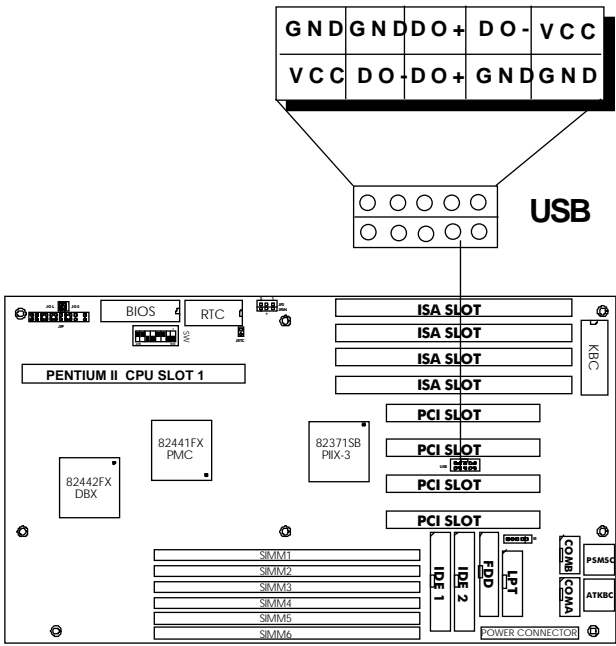 GND GND DO+ DO- VCC
VCC DO- DO+ GND GND
USB
BIOS
RTC
SW
PENTIUM II CPU SLOT 1
ISA SLOT
ISA SLOT
ISA SLOT
ISA SLOT
KBC
PCI SLOT
PCI SLOT
PCI SLOT
PCI SLOT
USB
82441FX
PMC
82371SB
PIIX-3
82442FX
DBX
SIMM1
SIMM2
SIMM3
SIMM4
SIMM5
SIMM6
IDE 1
IDE 2
FDD
LPT
COMB
COMA
PSMSC
ATKBC
POWER CONNECTOR